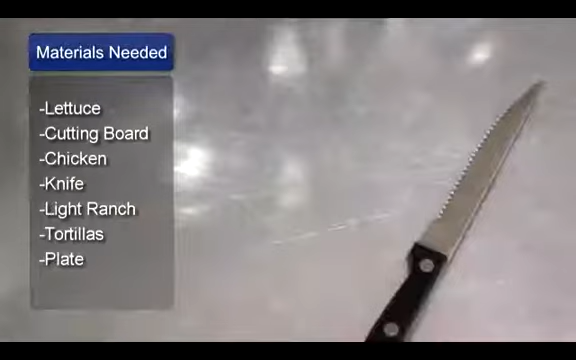 Materials Needed
-Lettuce
-Cutting Board
-Chicken
-Knife
-Light Ranch
-Tortillas
-Plate